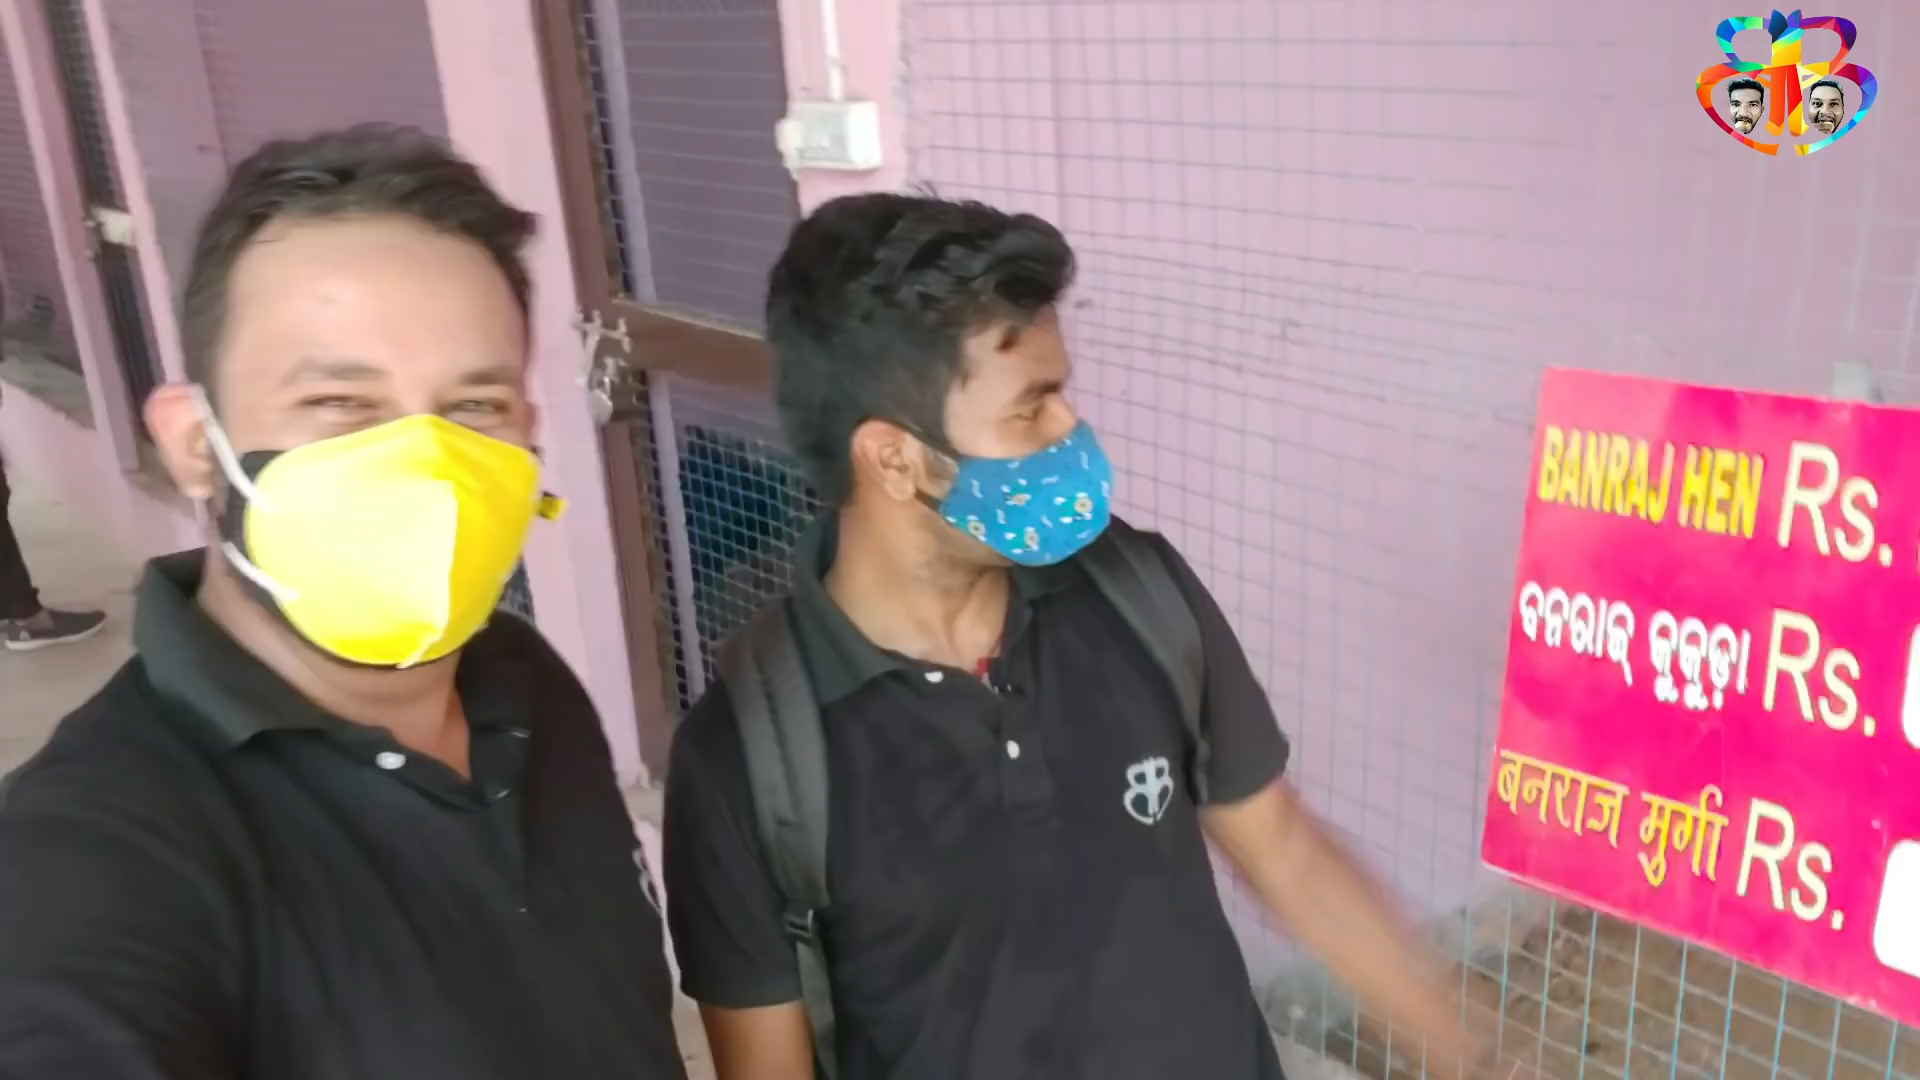 BANRAJ HEN Rs.
ବନରାଜ୍ କୁକୁଡ଼ା Rs.
बनराज मुर्गा Rs.